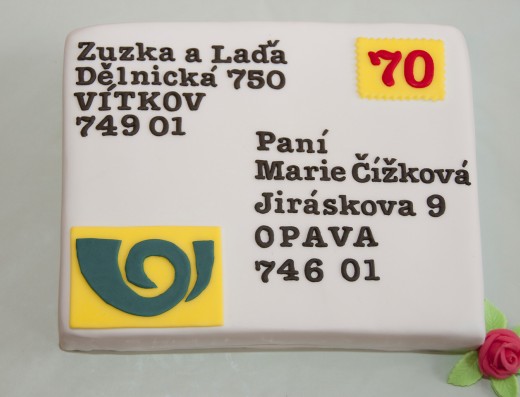 Zuzka a Laďa
Dělnická 750
VÍTKOV
749 01
70
Paní
Marie Čížková
Jiráskova 9
OPAVA
746 01